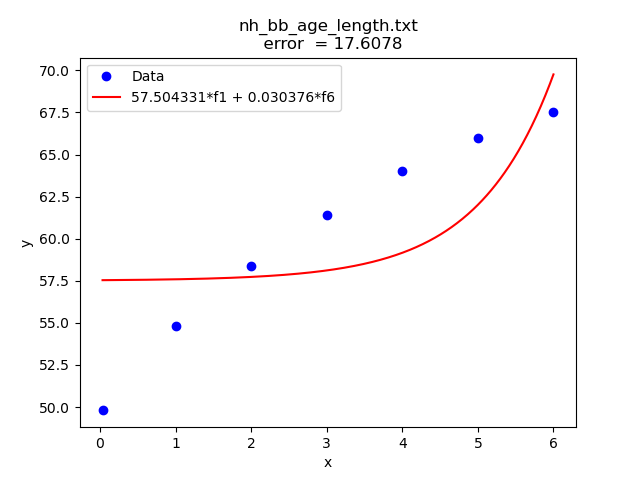 nh_bb_age_length.txt
error = 17.6078
Data
57.504331*f1 + 0.030376*f6
70.0
67.5
65.0
62.5
60.0
57.5
55.0
52.5
50.0
y
0 1 2 3 4 5 6
x